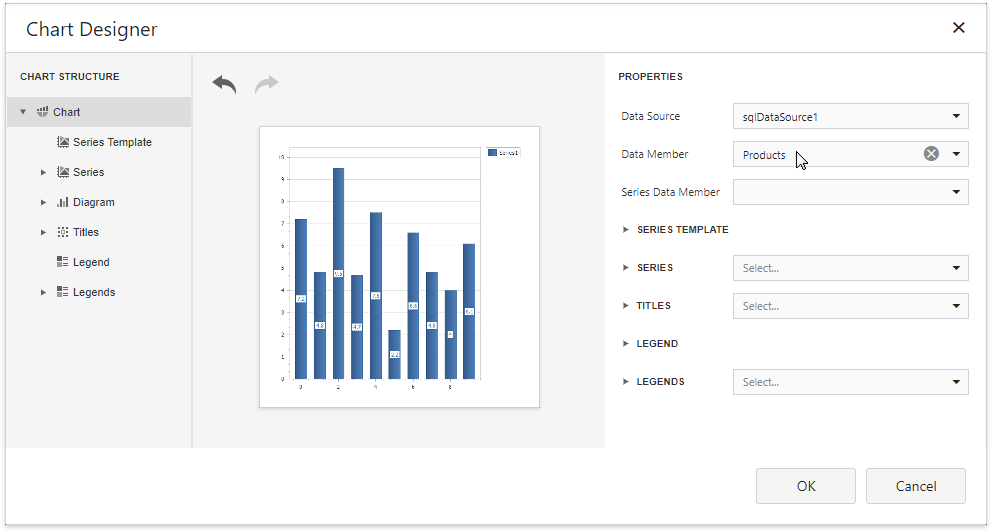 Chart Designer
CHART STRUCTURE
Chart
Series Template
Series
Diagram
Titles
Legend
Legends
Series1
10
9
8
7
6
5
4
3
2
1
0
7.2
4.8
9.5
4.7
7.5
2.2
6.6
4.8
4
6.1
0
2
4
6
8
PROPERTIES
Data Source sqlDataSource1
Data Member Products
Series Data Member
SERIES TEMPLATE
SERIES Select...
TITLES Select...
LEGEND
LEGENDS Select...
OK Cancel